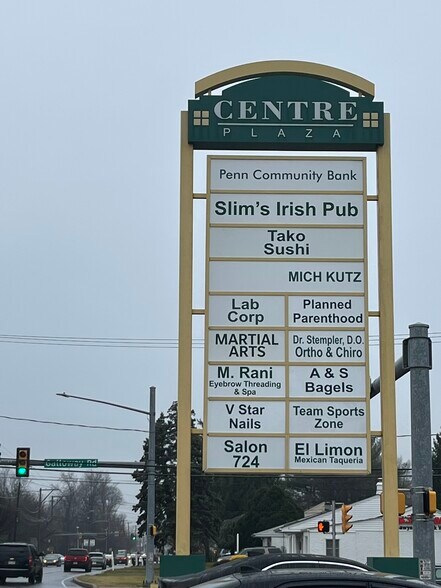 CENTRE
PLAZA
Penn Community Bank
Slim's Irish Pub
Tako
Sushi
MICH KUTZ
Lab
Corp
Planned
Parenthood
MARTIAL
ARTS
Dr. Stempler, D.O.
Ortho & Chiro
M. Rani
Eyebrow Threading
& Spa
A & S
Bagels
V Star
Nails
Team Sports
Zone
Salon
724
El Limon
Mexican Taqueria
Galloway Rd